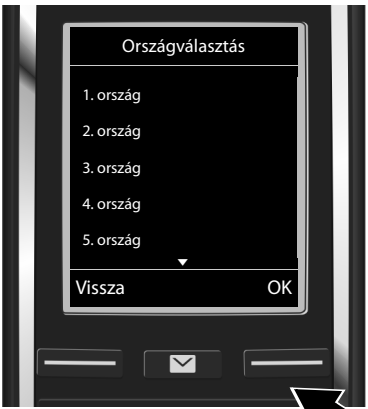 Országválasztás
1. ország
2. ország
3. ország
4. ország
5. ország
Vissza OK